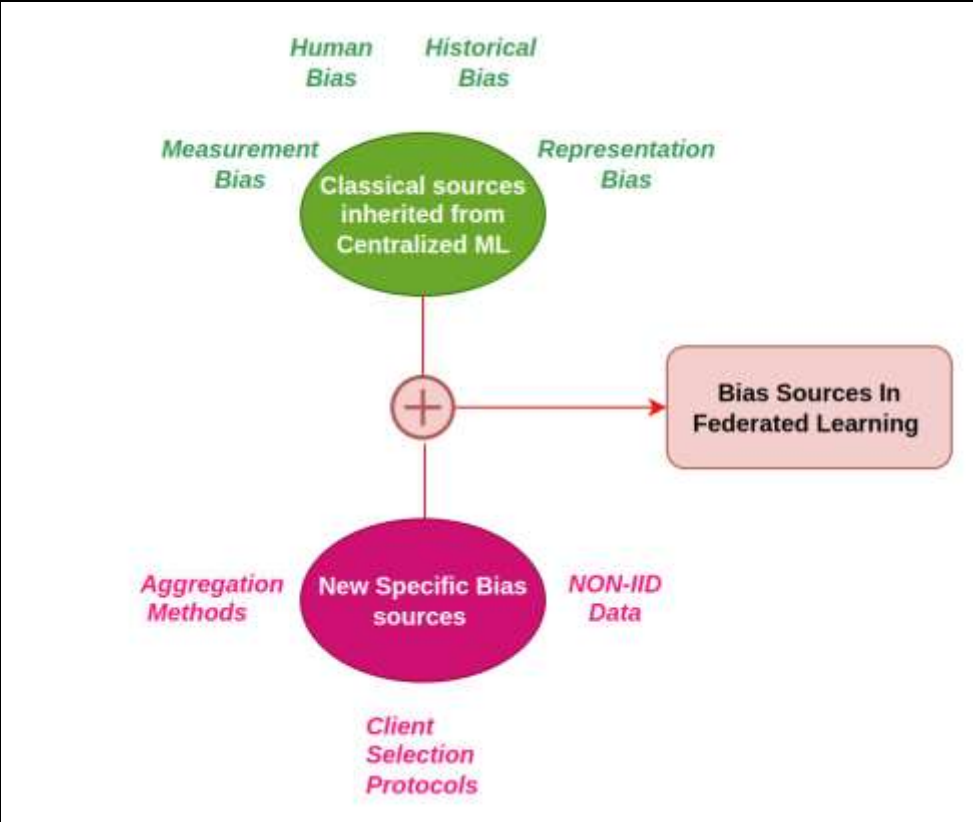 Human
Bias
Historical
Bias
Measurement
Bias
Representation
Bias
Classical sources
inherited from
Centralized ML
Bias Sources In
Federated Learning
Aggregation
Methods
New Specific Bias
sources
NON-IID
Data
Client
Selection
Protocols